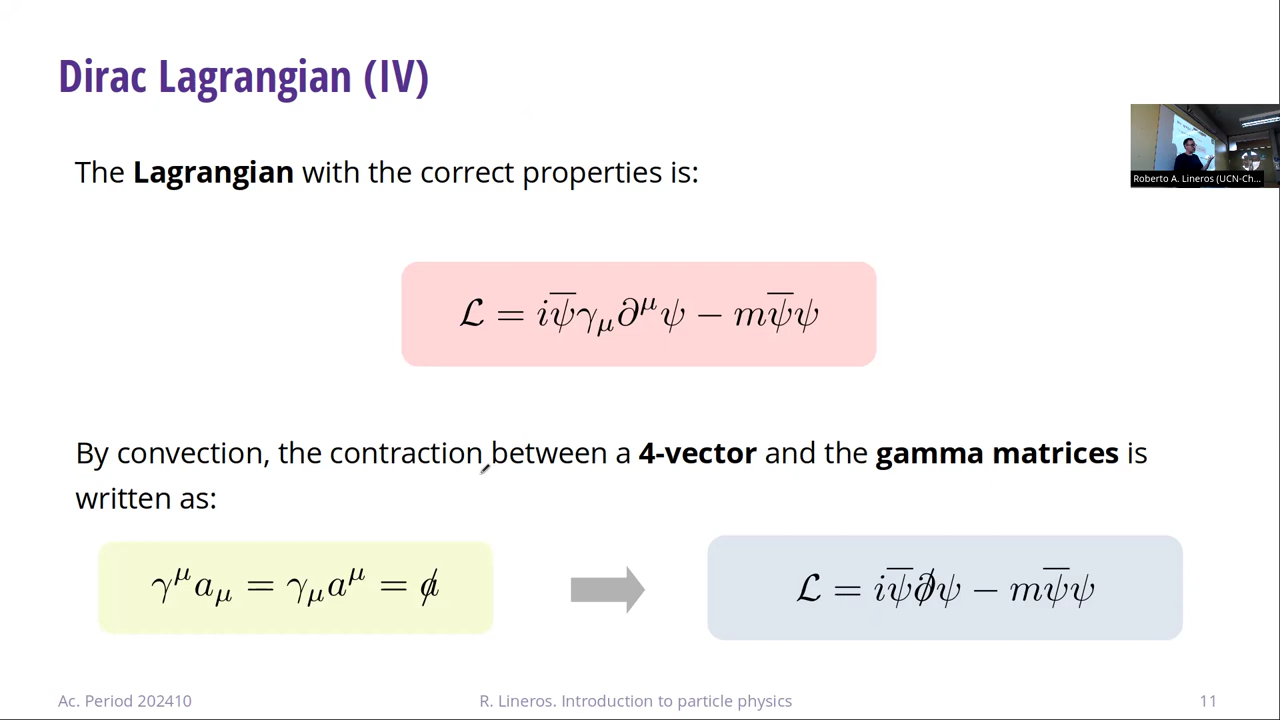 Dirac Lagrangian (IV)
Roberto A. Lineros (UCN-Ch...
The Lagrangian with the correct properties is:
ℒ = iψ̅γ_μ∂^μψ − mψ̅ψ
By convection, the contraction between a 4-vector and the gamma matrices is
written as:
γ^μa_μ = γ_μa^μ = a̸
ℒ = iψ̅∂̸ψ − mψ̅ψ
Ac. Period 202410
R. Lineros. Introduction to particle physics
11